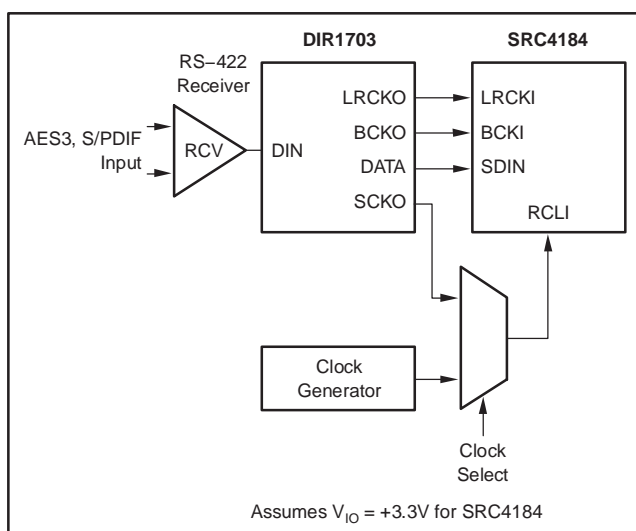 DIR1703
SRC4184
RS−422
Receiver
AES3, S/PDIF
Input
RCV
DIN
LRCKO
BCKO
DATA
SCKO
LRCKI
BCKI
SDIN
RCLI
Clock
Generator
Clock
Select
Assumes VIO = +3.3V for SRC4184